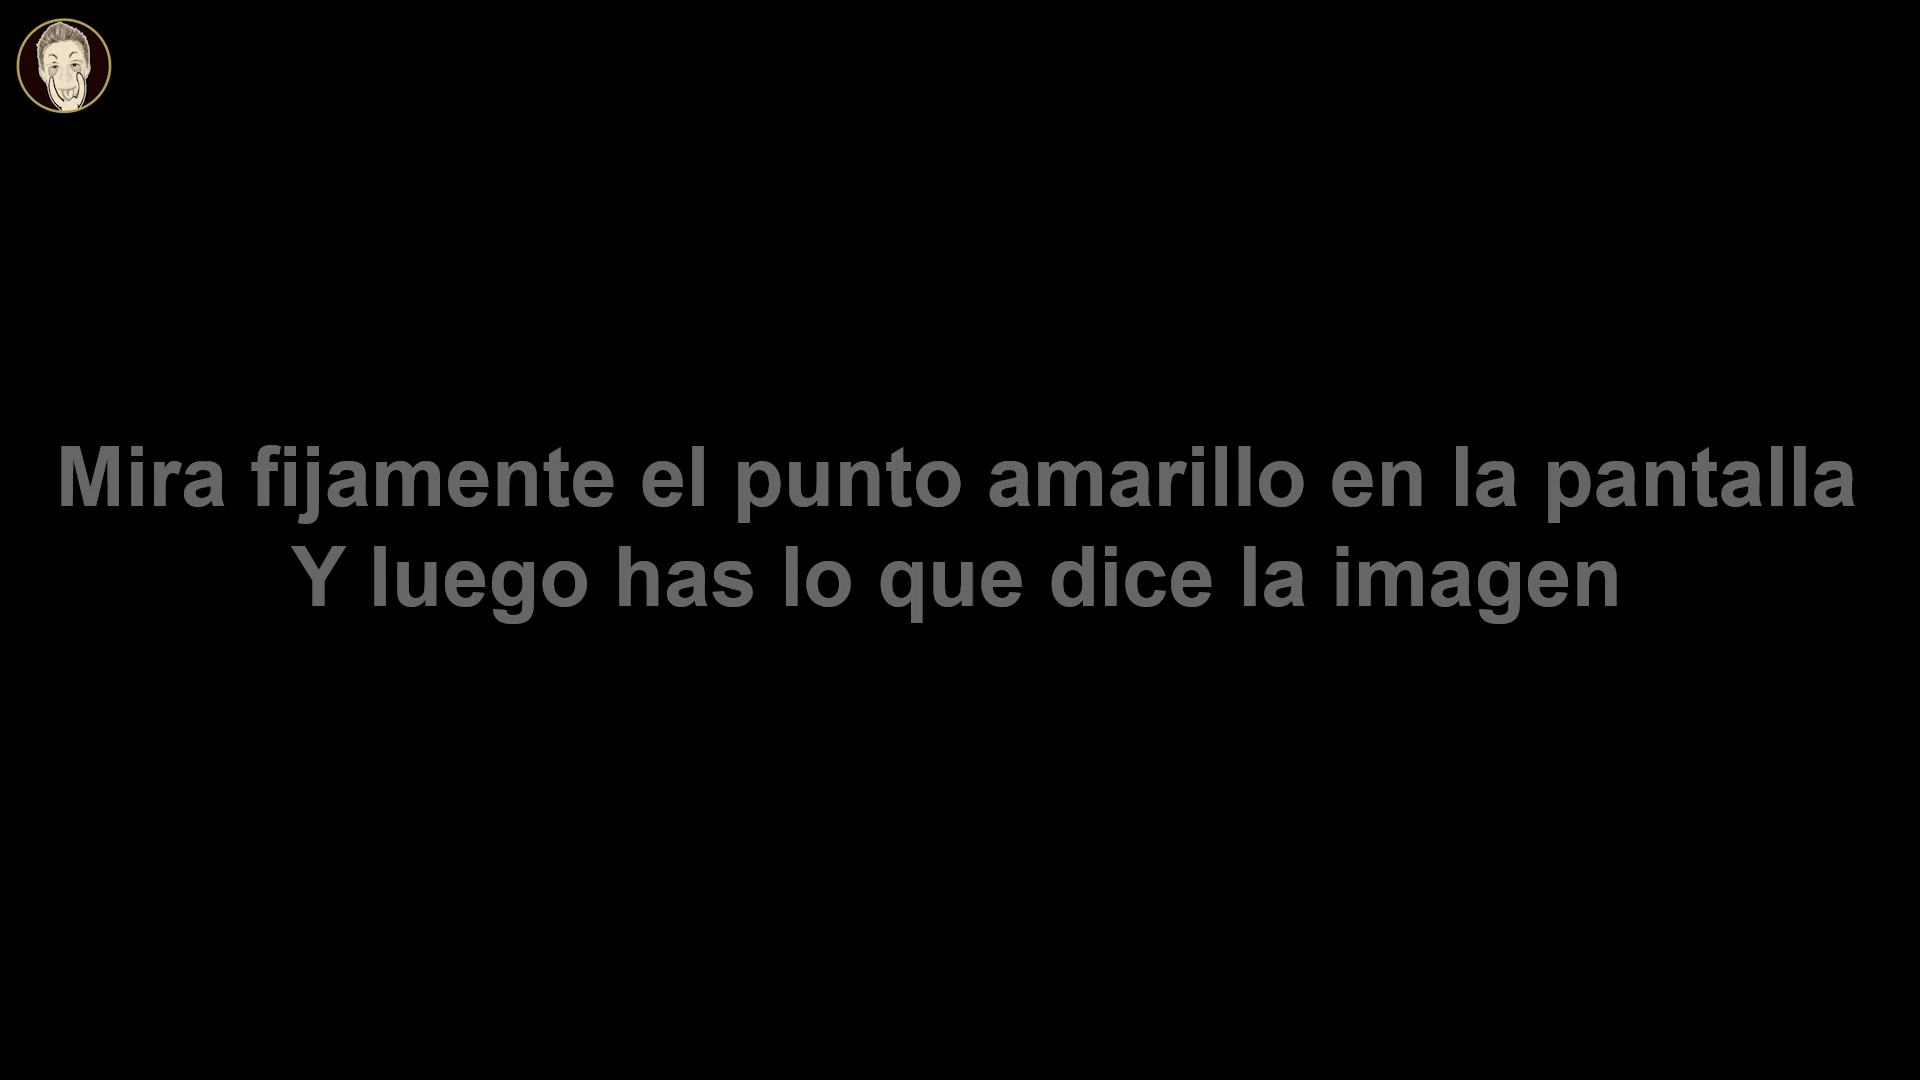 Mira fijamente el punto amarillo en la pantalla
Y luego has lo que dice la imagen